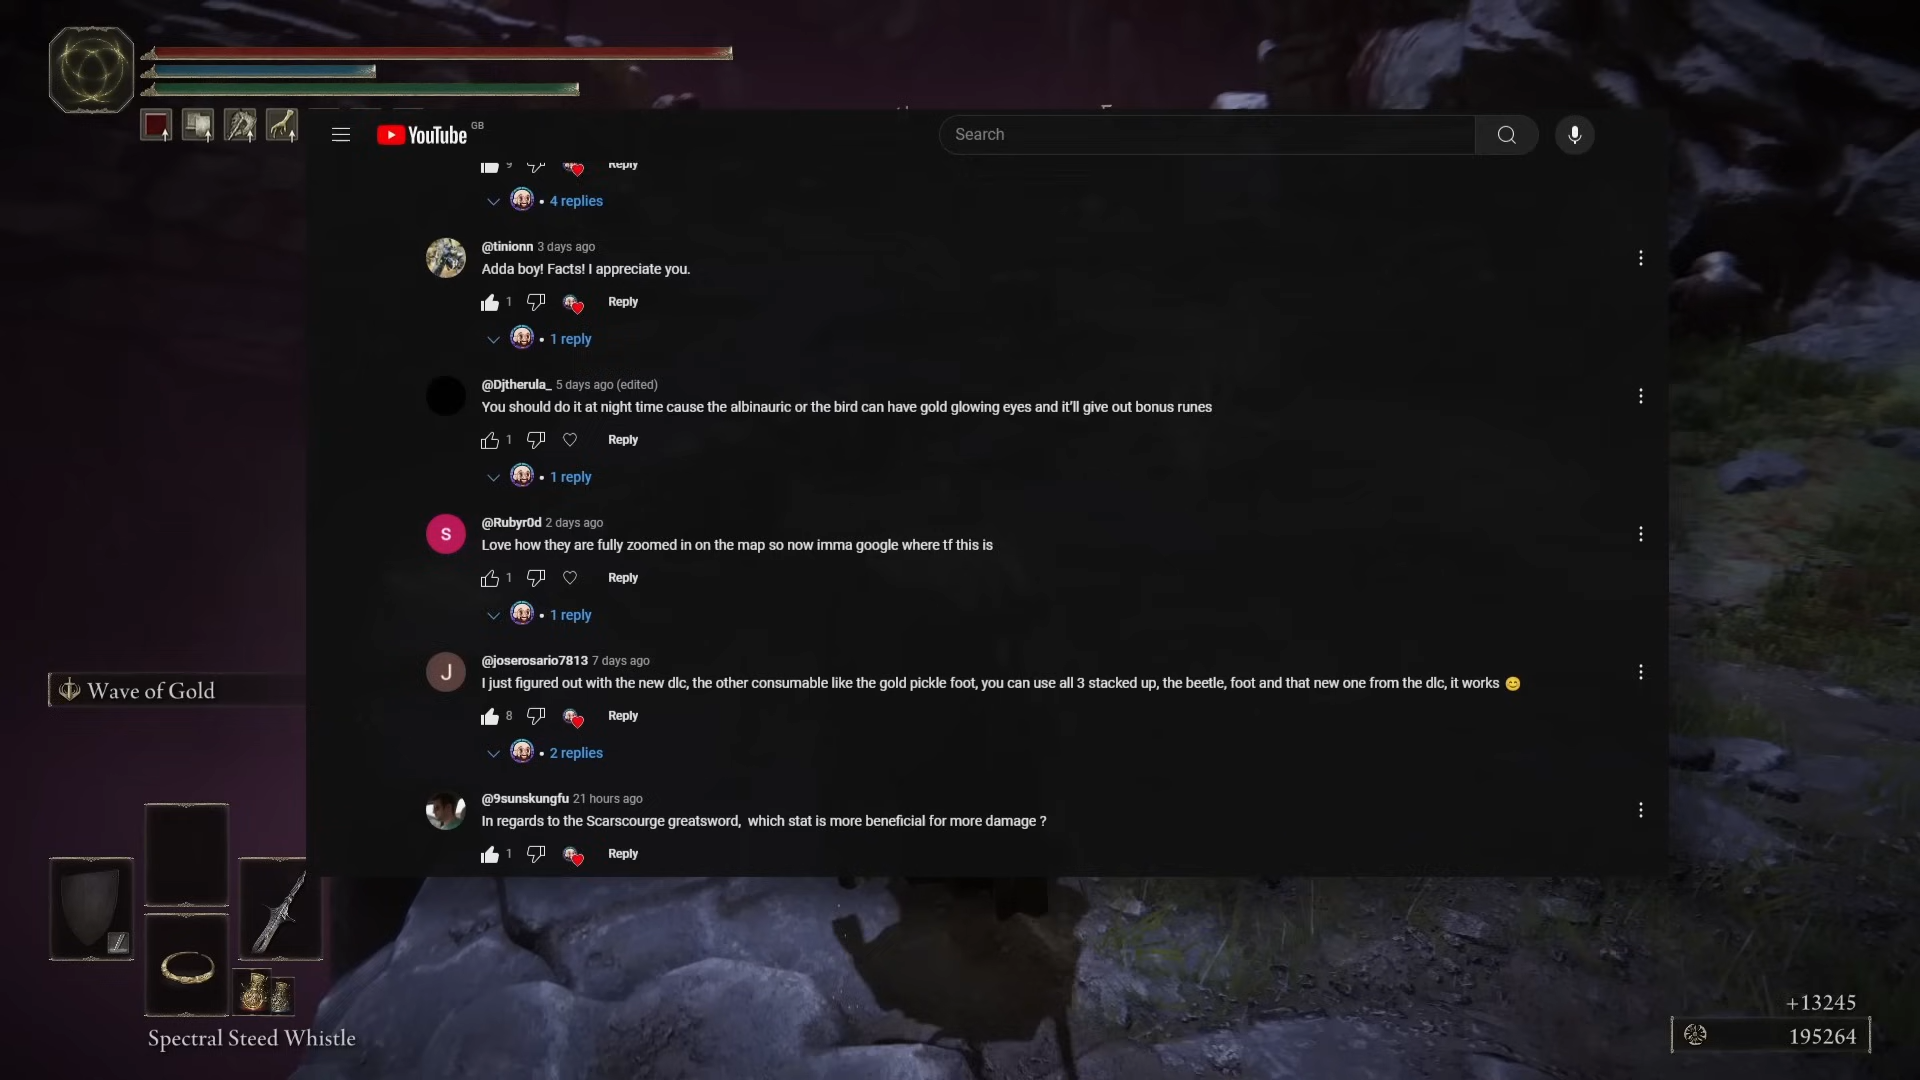 YouTube GB
Search
9 Reply
• 4 replies
@tinionn 3 days ago
Adda boy! Facts! I appreciate you.
1 Reply
• 1 reply
@Djtherula_ 5 days ago (edited)
You should do it at night time cause the albinauric or the bird can have gold glowing eyes and it'll give out bonus runes
1 Reply
• 1 reply
S
@Rubyr0d 2 days ago
Love how they are fully zoomed in on the map so now imma google where tf this is
1 Reply
• 1 reply
Wave of Gold
J
@joserosario7813 7 days ago
I just figured out with the new dlc, the other consumable like the gold pickle foot, you can use all 3 stacked up, the beetle, foot and that new one from the dlc, it works 😊
8 Reply
• 2 replies
@9sunskungfu 21 hours ago
In regards to the Scarscourge greatsword, which stat is more beneficial for more damage ?
1 Reply
Spectral Steed Whistle
+13245
195264